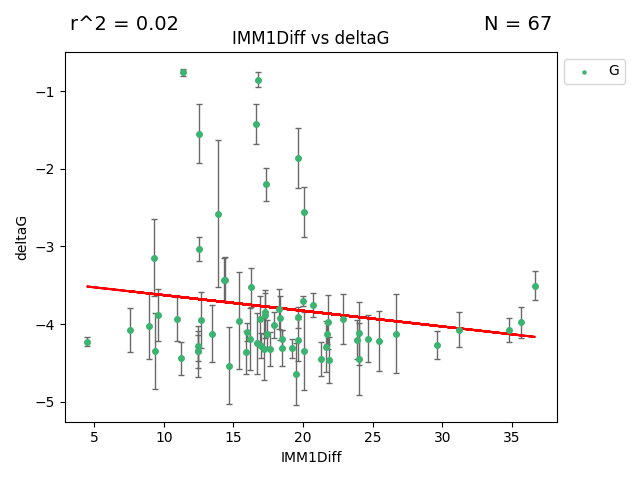 r^2 = 0.02
N = 67
IMM1Diff vs deltaG
G
deltaG
−1
−2
−3
−4
−5
5 10 15 20 25 30 35
IMM1Diff